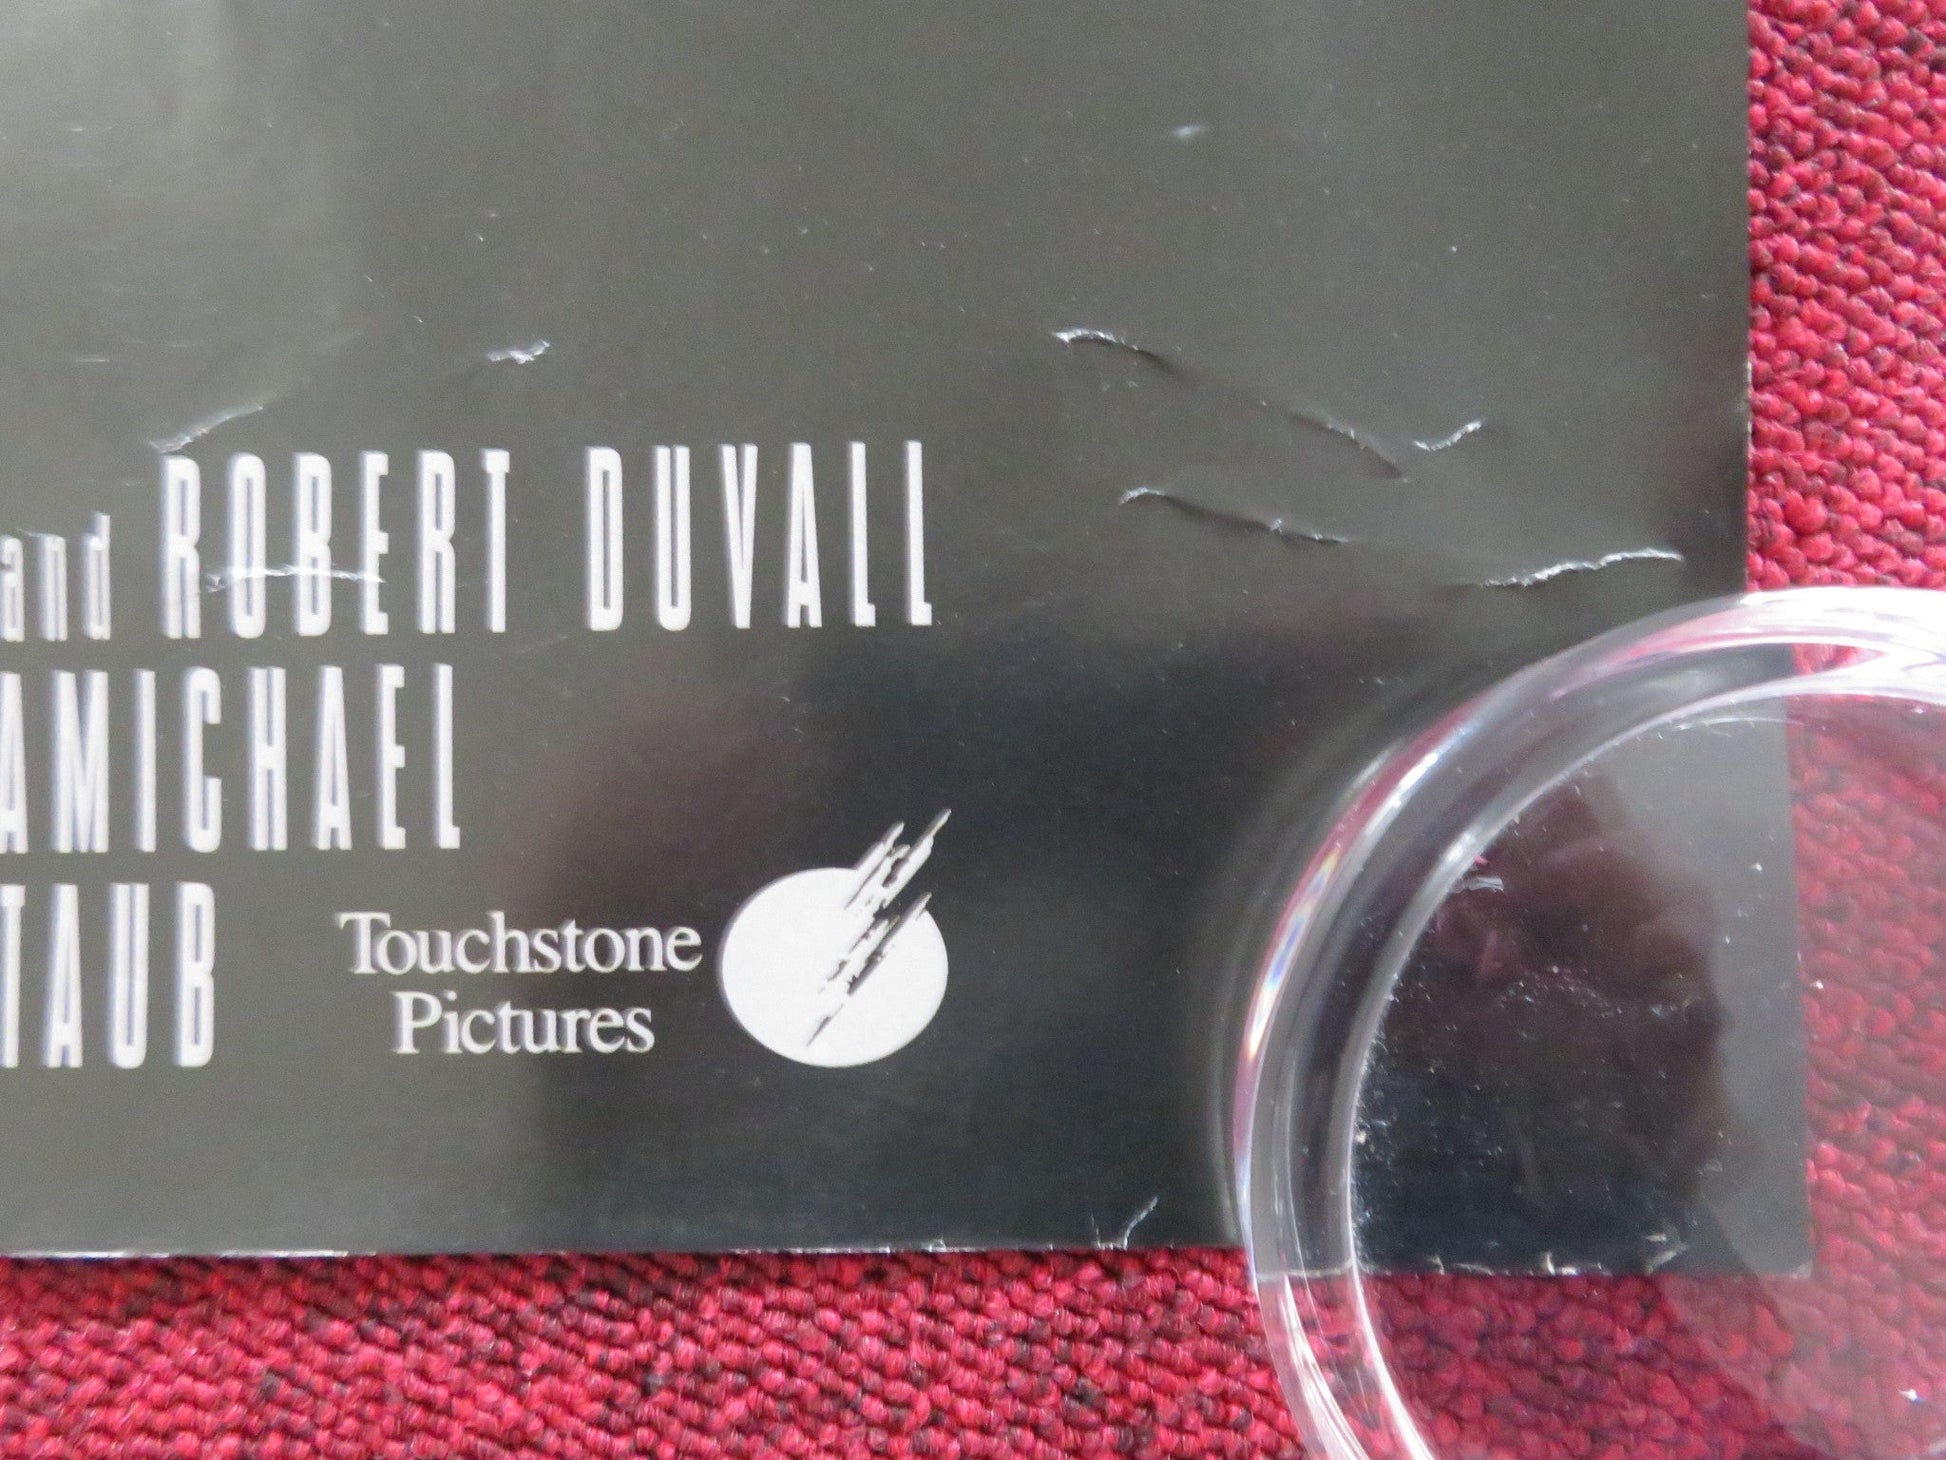 and ROBERT DUVALL
AMICHAEL
TAUB
Touchstone
Pictures